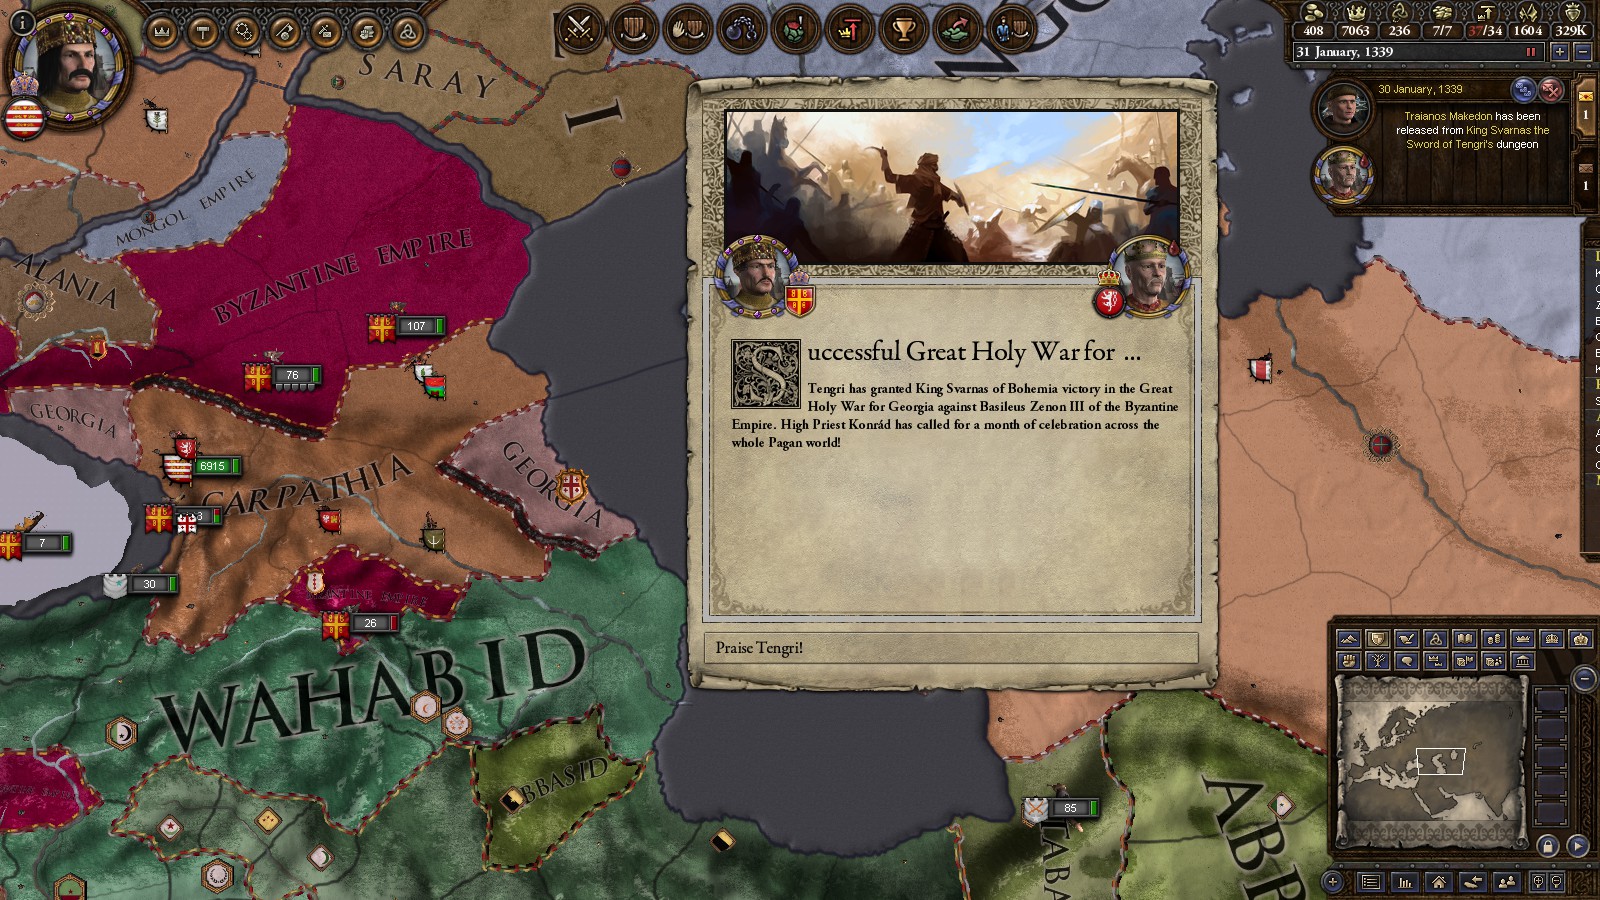 408 7063 236 7/7 37/34 1604 329K
31 January, 1339
30 January, 1339
Traianos Makedon has been
released from King Svarnas the
Sword of Tengri's dungeon
1
1
SARAY
I
MONGOL EMPIRE
ALANIA
BYZANTINE EMPIRE
107
76
GEORGIA
GEORGIA
6915
CARPATHIA
3
7
30
26
WAHABID
85
Successful Great Holy War for ...
Tengri has granted King Svarnas of Bohemia victory in the Great
Holy War for Georgia against Basileus Zenon III of the Byzantine
Empire. High Priest Konrád has called for a month of celebration across the
whole Pagan world!
Praise Tengri!